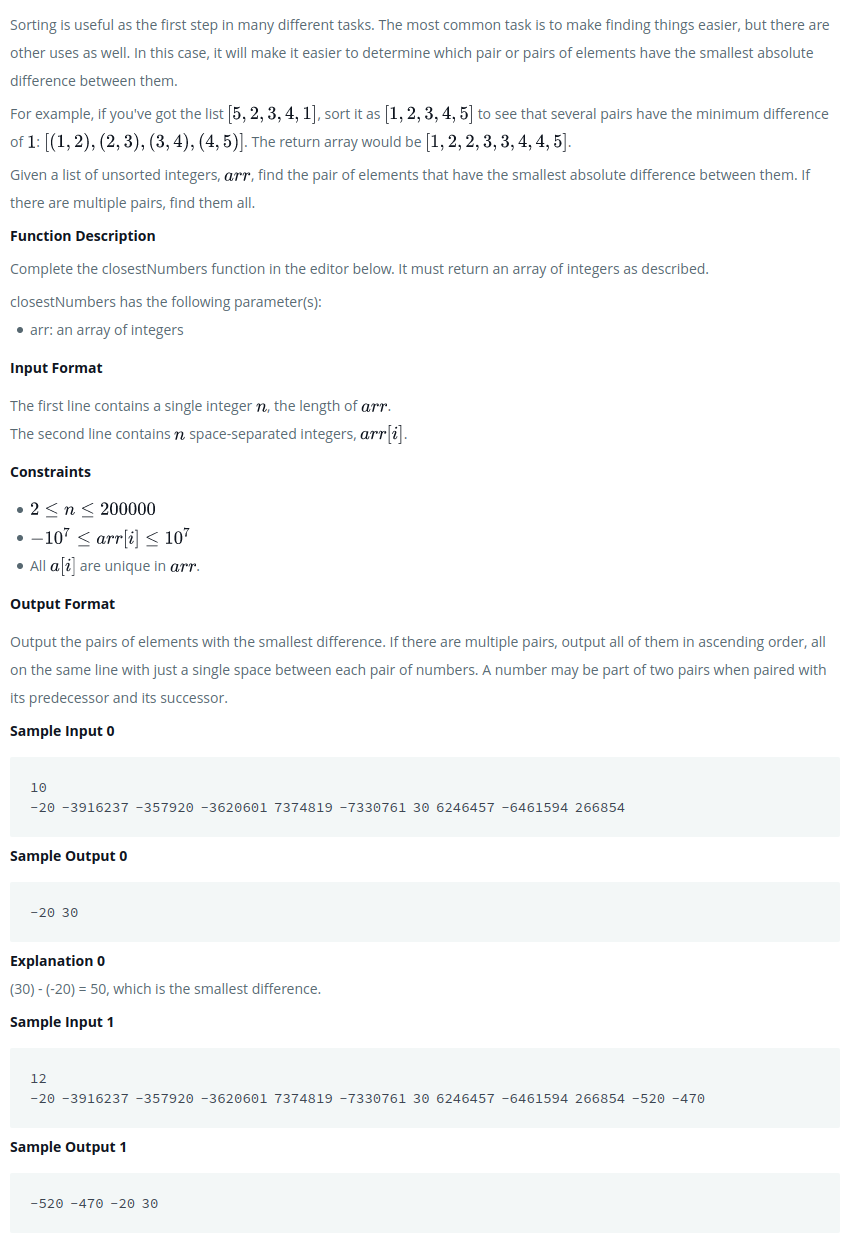 Sorting is useful as the first step in many different tasks. The most common task is to make finding things easier, but there are
other uses as well. In this case, it will make it easier to determine which pair or pairs of elements have the smallest absolute
difference between them.
For example, if you've got the list [5, 2, 3, 4, 1], sort it as [1, 2, 3, 4, 5] to see that several pairs have the minimum difference
of 1: [(1, 2), (2, 3), (3, 4), (4, 5)]. The return array would be [1, 2, 2, 3, 3, 4, 4, 5].
Given a list of unsorted integers, arr, find the pair of elements that have the smallest absolute difference between them. If
there are multiple pairs, find them all.
Function Description
Complete the closestNumbers function in the editor below. It must return an array of integers as described.
closestNumbers has the following parameter(s):
• arr: an array of integers
Input Format
The first line contains a single integer n, the length of arr.
The second line contains n space-separated integers, arr[i].
Constraints
• 2 ≤ n ≤ 200000
• −10⁷ ≤ arr[i] ≤ 10⁷
• All a[i] are unique in arr.
Output Format
Output the pairs of elements with the smallest difference. If there are multiple pairs, output all of them in ascending order, all
on the same line with just a single space between each pair of numbers. A number may be part of two pairs when paired with
its predecessor and its successor.
Sample Input 0
10
-20 -3916237 -357920 -3620601 7374819 -7330761 30 6246457 -6461594 266854
Sample Output 0
-20 30
Explanation 0
(30) - (-20) = 50, which is the smallest difference.
Sample Input 1
12
-20 -3916237 -357920 -3620601 7374819 -7330761 30 6246457 -6461594 266854 -520 -470
Sample Output 1
-520 -470 -20 30